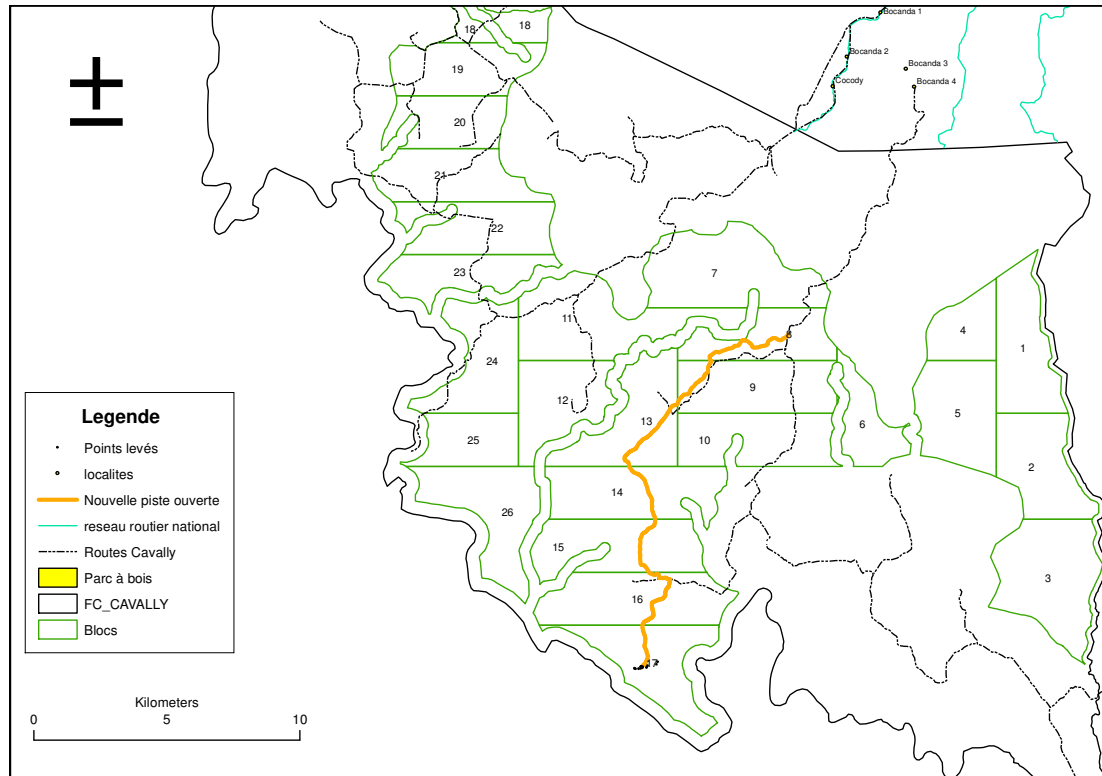 Bocanda 1
18
18
Bocanda 2
Bocanda 3
19
Cocody
Bocanda 4
20
21
22
23
7
11
8
4
1
24
12
9
13
5
6
25
10
2
14
26
15
3
16
17
Legende
Points levés
localites
Nouvelle piste ouverte
reseau routier national
Routes Cavally
Parc à bois
FC_CAVALLY
Blocs
Kilometers
0
5
10